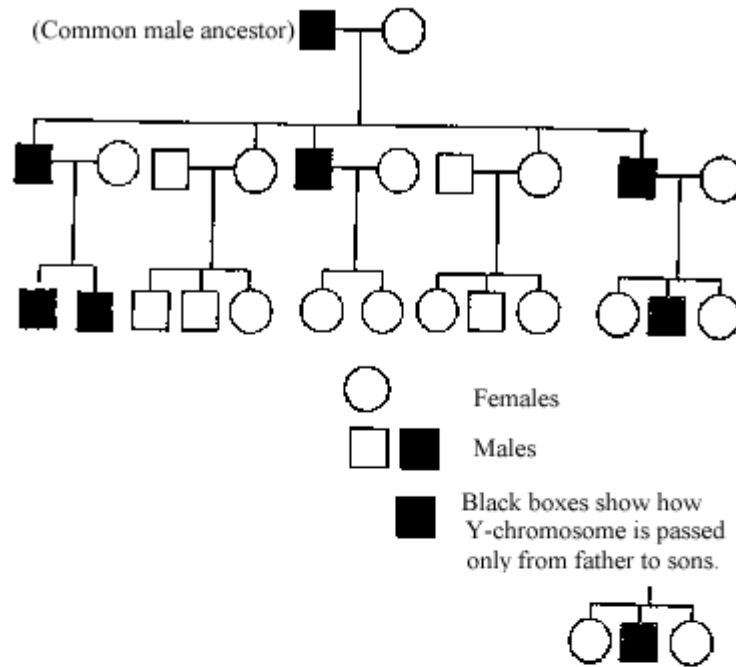 (Common male ancestor)
Females
Males
Black boxes show how
Y-chromosome is passed
only from father to sons.